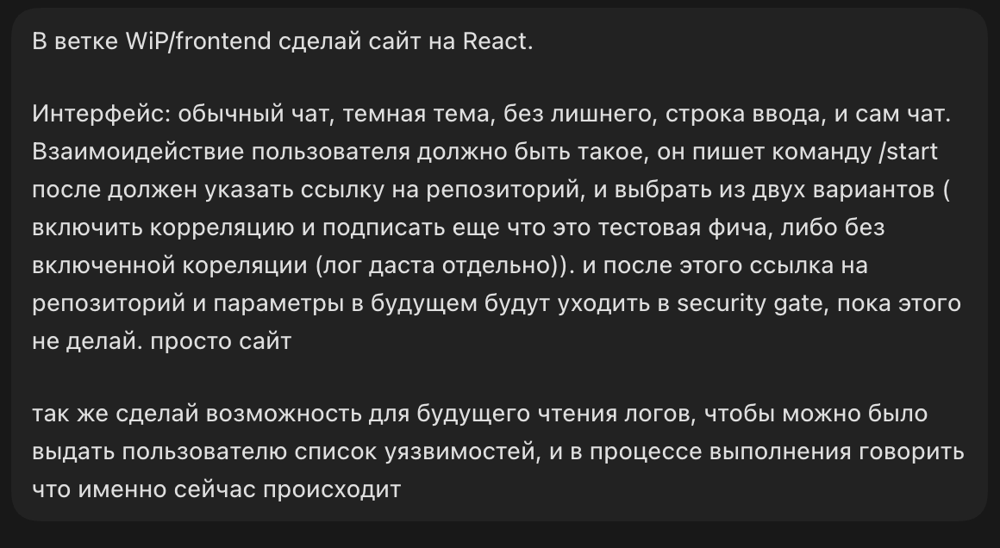 В ветке WiP/frontend сделай сайт на React.
Интерфейс: обычный чат, темная тема, без лишнего, строка ввода, и сам чат.
Взаимоидействие пользователя должно быть такое, он пишет команду /start
после должен указать ссылку на репозиторий, и выбрать из двух вариантов (
включить корреляцию и подписать еще что это тестовая фича, либо без
включенной кореляции (лог даста отдельно)). и после этого ссылка на
репозиторий и параметры в будущем будут уходить в security gate, пока этого
не делай. просто сайт
так же сделай возможность для будущего чтения логов, чтобы можно было
выдать пользователю список уязвимостей, и в процессе выполнения говорить
что именно сейчас происходит